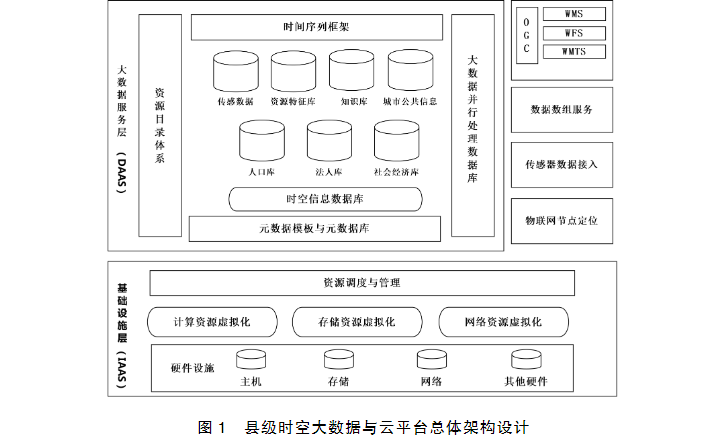 大数据服务层（DAAS）
资源目录体系
时间序列框架
传感数据
资源特征库
知识库
城市公共信息
人口库
法人库
社会经济库
时空信息数据库
元数据模板与元数据库
大数据并行处理数据库
OGC
WMS
WFS
WMTS
数据数组服务
传感器数据接入
物联网节点定位
基础设施层（IAAS）
资源调度与管理
计算资源虚拟化
存储资源虚拟化
网络资源虚拟化
硬件设施
主机
存储
网络
其他硬件
图 1 县级时空大数据与云平台总体架构设计